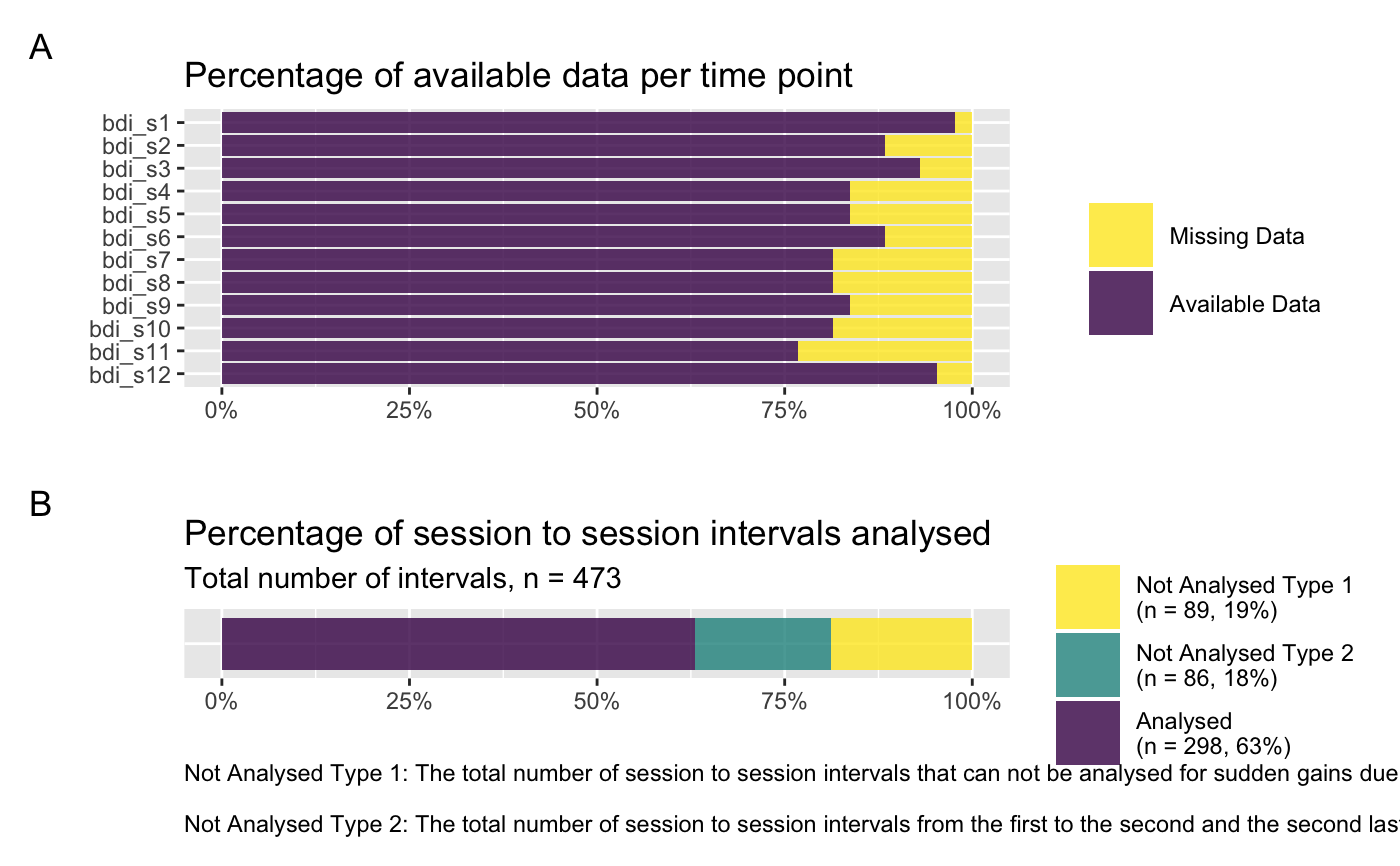 A
Percentage of available data per time point
bdi_s1
bdi_s2
bdi_s3
bdi_s4
bdi_s5
bdi_s6
bdi_s7
bdi_s8
bdi_s9
bdi_s10
bdi_s11
bdi_s12
0% 25% 50% 75% 100%
Missing Data
Available Data
B
Percentage of session to session intervals analysed
Total number of intervals, n = 473
0% 25% 50% 75% 100%
Not Analysed Type 1
(n = 89, 19%)
Not Analysed Type 2
(n = 86, 18%)
Analysed
(n = 298, 63%)
Not Analysed Type 1: The total number of session to session intervals that can not be analysed for sudden gains due
Not Analysed Type 2: The total number of session to session intervals from the first to the second and the second last